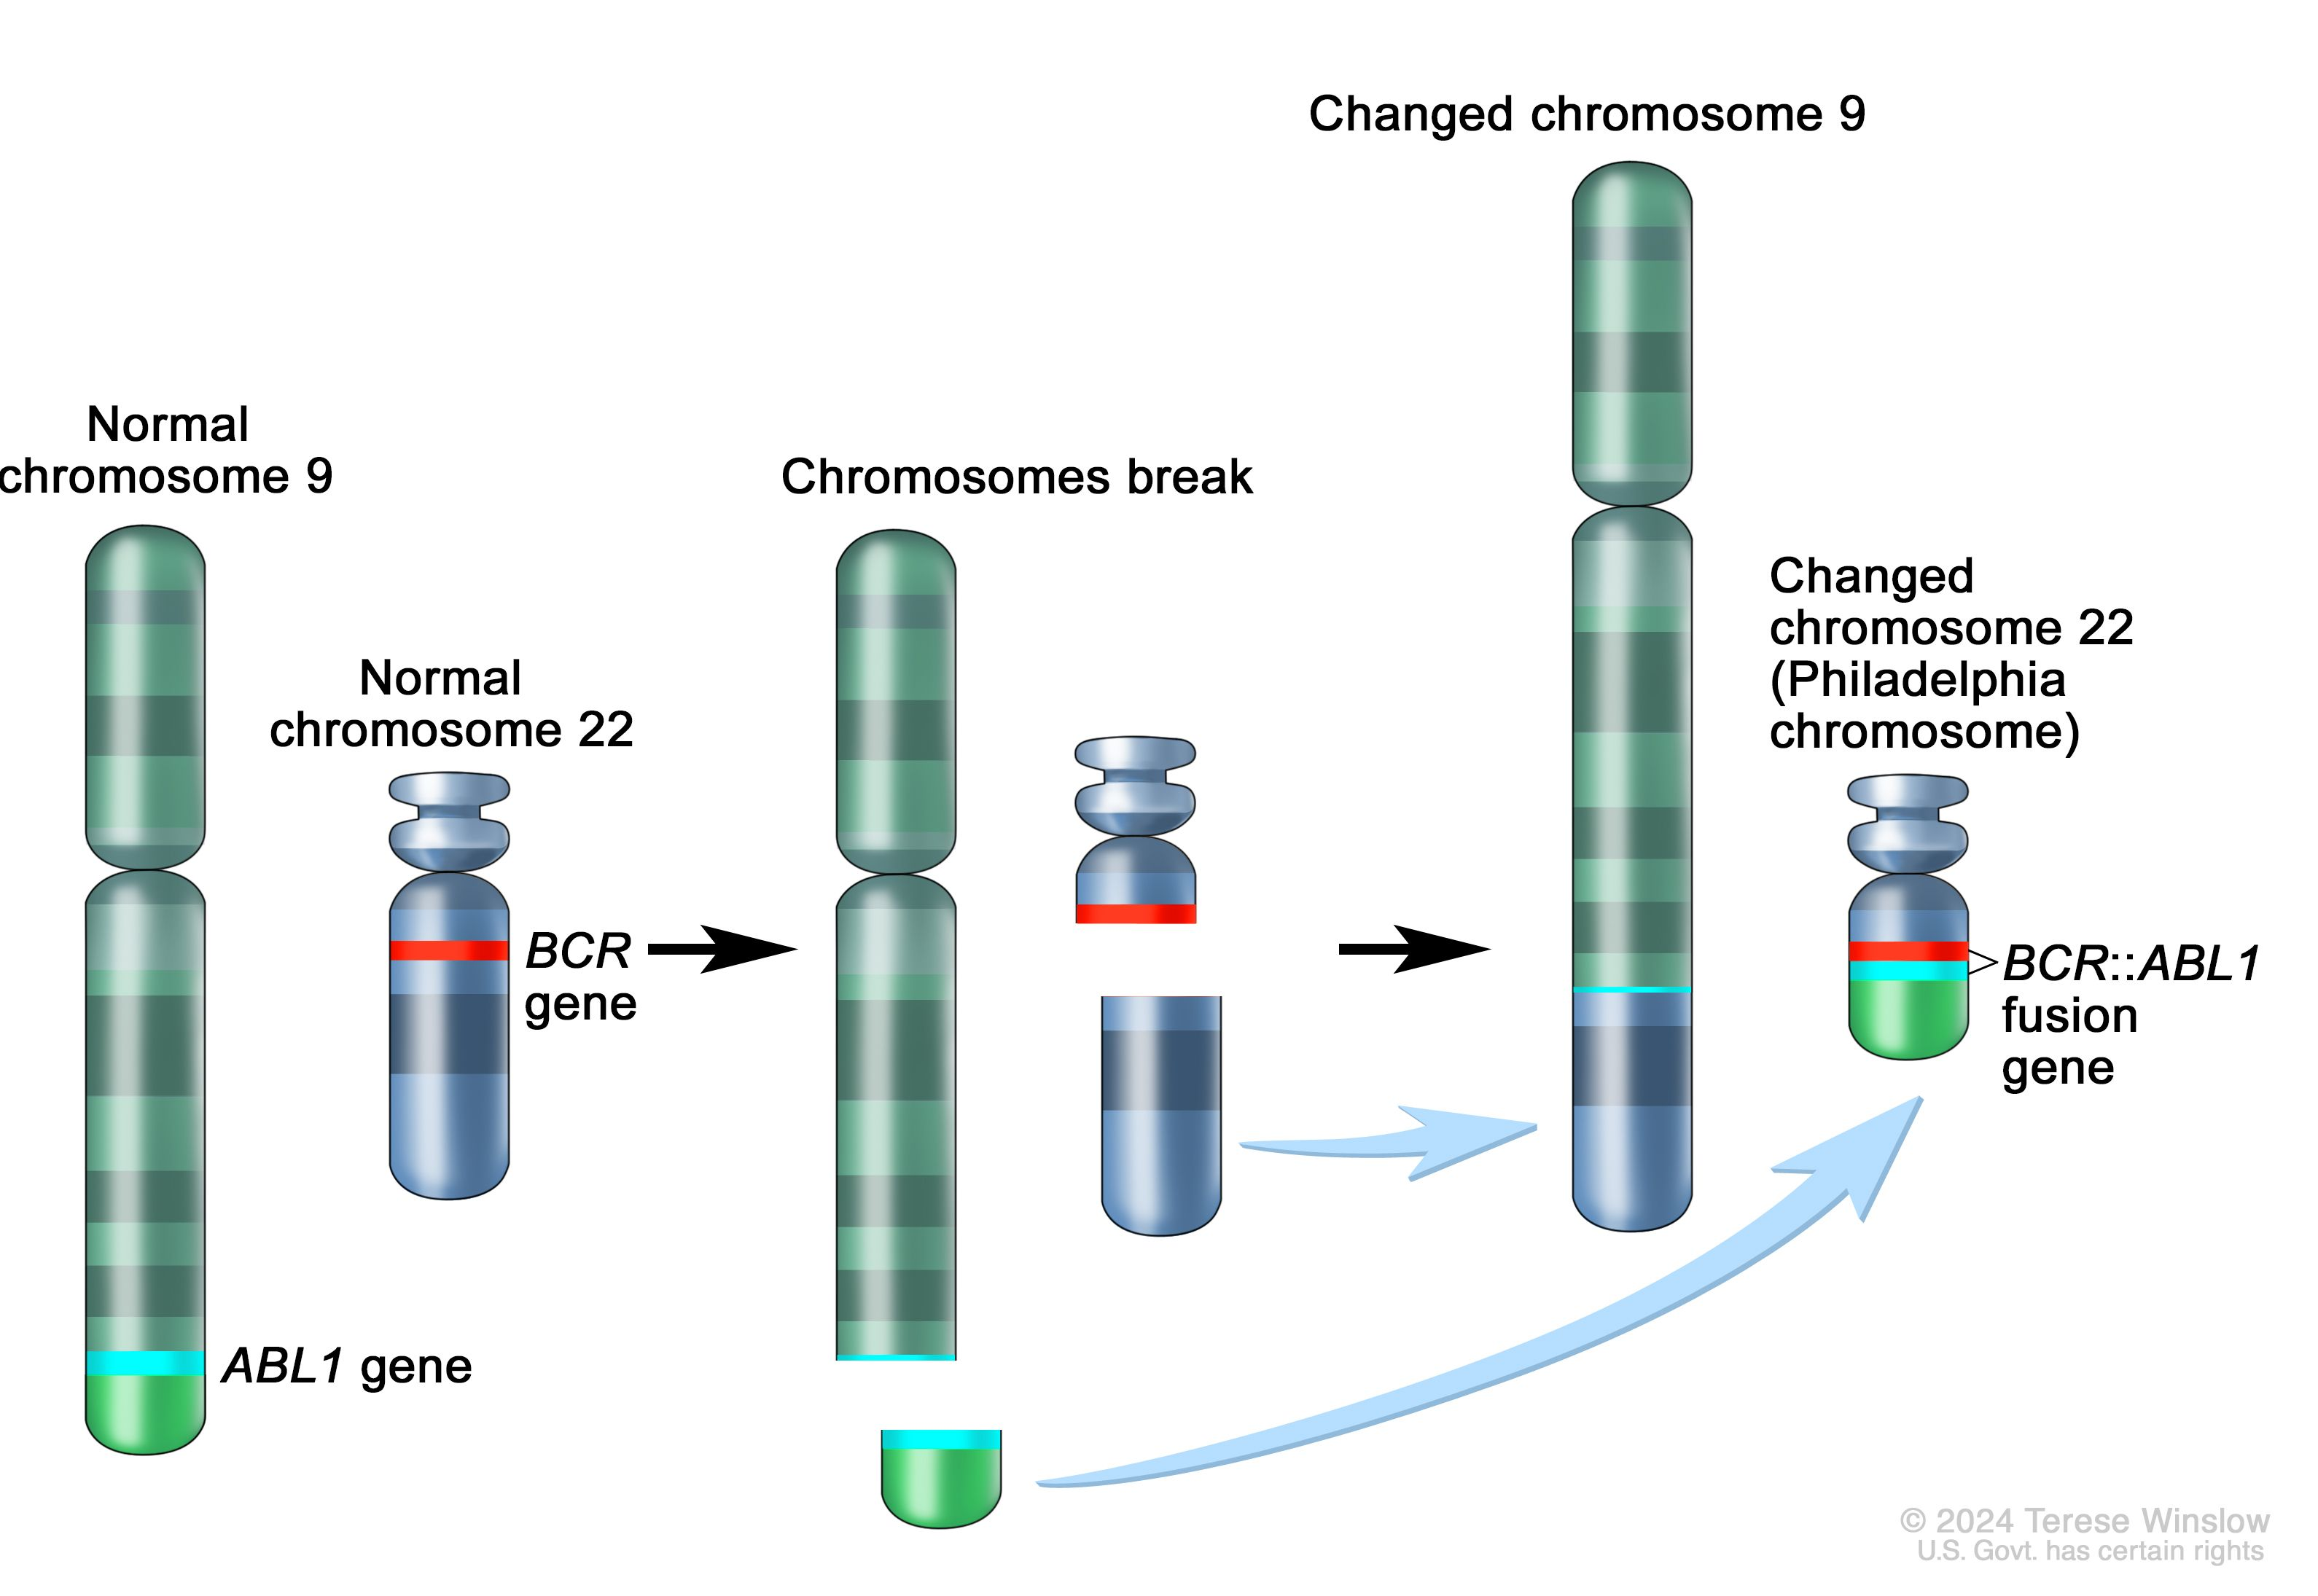 Changed chromosome 9
Normal
chromosome 9
Chromosomes break
Normal
chromosome 22
Changed
chromosome 22
(Philadelphia
chromosome)
BCR
gene
BCR::ABL1
fusion
gene
ABL1 gene
© 2024 Terese Winslow
U.S. Govt. has certain rights